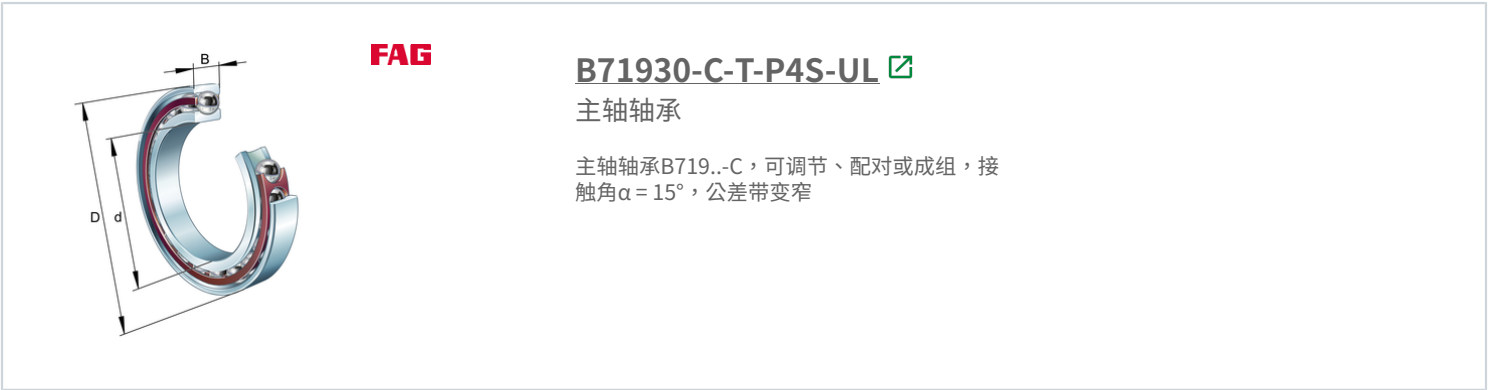 B
D
d
FAG
B71930-C-T-P4S-UL
主轴轴承
主轴轴承B719..-C，可调节、配对或成组，接
触角α = 15°，公差带变窄